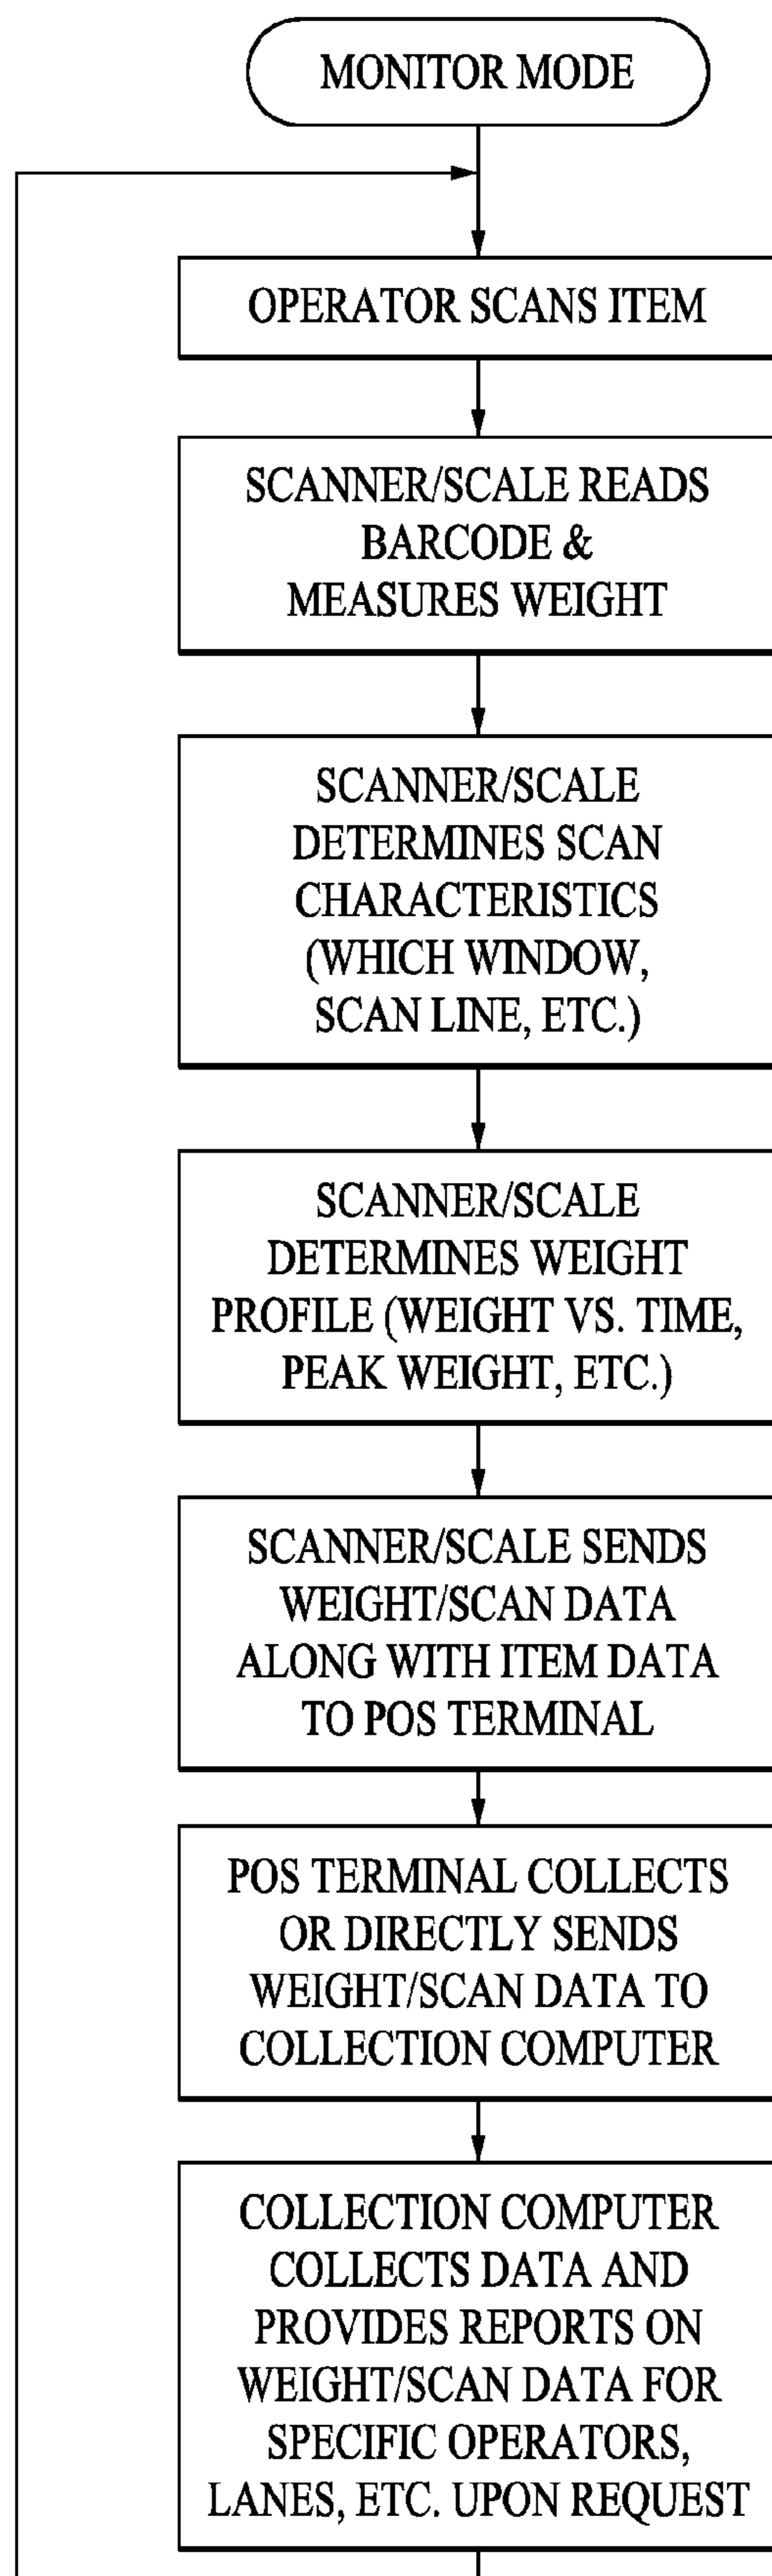 MONITOR MODE
OPERATOR SCANS ITEM
SCANNER/SCALE READS
BARCODE &
MEASURES WEIGHT
SCANNER/SCALE
DETERMINES SCAN
CHARACTERISTICS
(WHICH WINDOW,
SCAN LINE, ETC.)
SCANNER/SCALE
DETERMINES WEIGHT
PROFILE (WEIGHT VS. TIME,
PEAK WEIGHT, ETC.)
SCANNER/SCALE SENDS
WEIGHT/SCAN DATA
ALONG WITH ITEM DATA
TO POS TERMINAL
POS TERMINAL COLLECTS
OR DIRECTLY SENDS
WEIGHT/SCAN DATA TO
COLLECTION COMPUTER
COLLECTION COMPUTER
COLLECTS DATA AND
PROVIDES REPORTS ON
WEIGHT/SCAN DATA FOR
SPECIFIC OPERATORS,
LANES, ETC. UPON REQUEST